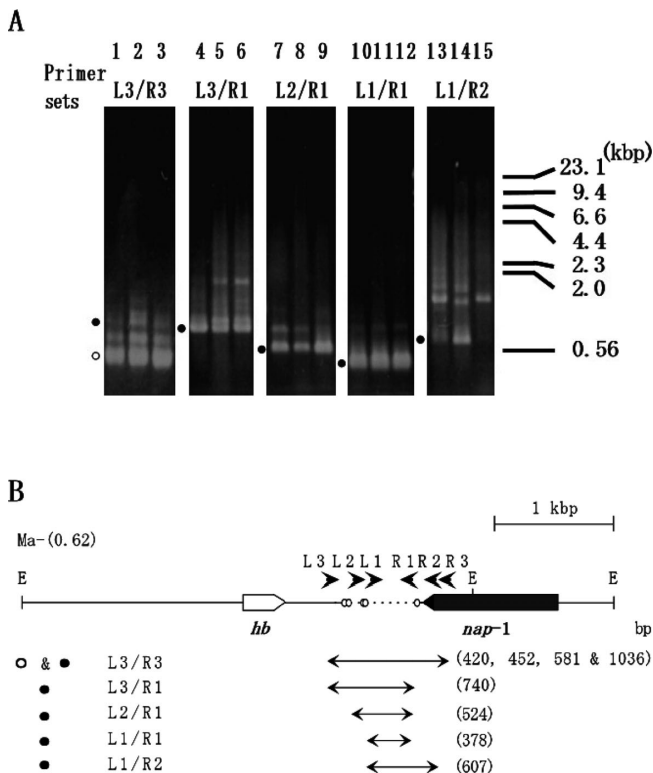 A
1 2 3 4 5 6 7 8 9 10 11 12 13 14 15
Primer sets L3/R3 L3/R1 L2/R1 L1/R1 L1/R2
(kbp)
23.1
9.4
6.6
4.4
2.3
2.0
0.56
B
1 kbp
Ma-(0.62)
L3 L2 L1 R1 R2 R3
E E E
hb nap-1 bp
& L3/R3 (420, 452, 581 & 1036)
L3/R1 (740)
L2/R1 (524)
L1/R1 (378)
L1/R2 (607)